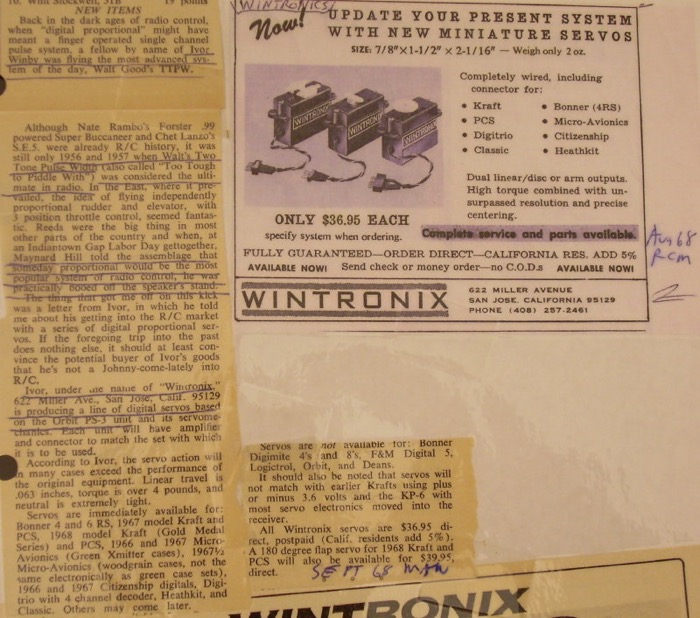 10. Wint Stockwell, 31B 19 points
NEW ITEMS
Back in the dark ages of radio control,
when "digital proportional" might have
meant a finger operated single channel
pulse system, a fellow by name of Ivor
Winby was flying the most advanced sys-
tem of the day, Walt Good's TTPW.
Although Nate Rambo's Forster .99
powered Super Buccaneer and Chet Lanzo's
S.E.5. were already R/C history, it was
still only 1956 and 1957 when Walt's Two
Tone Pulse Width (also called "Too Tough
to Piddle With") was considered the ulti-
mate in radio. In the East, where it pre-
vailed, the idea of flying independently
proportional rudder and elevator, with
3 position throttle control, seemed fantas-
tic. Reeds were the big thing in most
other parts of the country and when, at
an Indiantown Gap Labor Day gettogether,
Maynard Hill told the assemblage that
someday proportional would be the most
popular system of radio control, he was
practically booed off the speaker's stand.
The thing that got me off on this kick
was a letter from Ivor, in which he told
me about his getting into the R/C market
with a series of digital proportional ser-
vos. If the foregoing trip into the past
does nothing else, it should at least con-
vince the potential buyer of Ivor's goods
that he's not a Johnny-come-lately into
R/C.
Ivor, under the name of "Wintronix,"
622 Miller Ave., San Jose, Calif. 95129
is producing a line of digital servos based
on the Orbit PS-3 unit and its servome-
chanics. Each unit will have amplifier
and connector to match the set with which
it is to be used.
According to Ivor, the servo action will
in many cases exceed the performance of
the original equipment. Linear travel is
.063 inches, torque is over 4 pounds, and
neutral is extremely tight.
Servos are immediately available for:
Bonner 4 and 6 RS, 1967 model Kraft and
PCS, 1968 model Kraft (Gold Medal
Series) and PCS, 1966 and 1967 Micro-
Avionics (Green Xmitter cases), 1967½
Micro-Avionics (woodgrain cases, not the
same electronically as green case sets),
1966 and 1967 Citizenship digitals, Digi-
trio with 4 channel decoder, Heathkit, and
Classic. Others may come later.
WINTRONICS
Now!
UPDATE YOUR PRESENT SYSTEM
WITH NEW MINIATURE SERVOS
SIZE: 7/8"X1-1/2" X 2-1/16" — Weigh only 2 oz.
WINTRONIX
WINTRONIX
WINTRONIX
Completely wired, including
connector for:
• Kraft • Bonner (4RS)
• PCS • Micro-Avionics
• Digitrio • Citizenship
• Classic • Heathkit
Dual linear/disc or arm outputs.
High torque combined with un-
surpassed resolution and precise
centering.
ONLY $36.95 EACH
specify system when ordering.
Complete service and parts available.
FULLY GUARANTEED—ORDER DIRECT—CALIFORNIA RES. ADD 5%
AVAILABLE NOW! Send check or money order—no C.O.D.s AVAILABLE NOW!
WINTRONIX
622 MILLER AVENUE
SAN JOSE, CALIFORNIA 95129
PHONE (408) 257-2461
Aug 68
RCM
Servos are not available for: Bonner
Digimite 4's and 8's, F&M Digital 5,
Logictrol, Orbit, and Deans.
It should also be noted that servos will
not match with earlier Krafts using plus
or minus 3.6 volts and the KP-6 with
most servo electronics moved into the
receiver.
All Wintronix servos are $36.95 di-
rect, postpaid (Calif. residents add 5%).
A 180 degree flap servo for 1968 Kraft and
PCS will also be available for $39.95,
direct.
SEPT 68 MAN
WINTRONIX